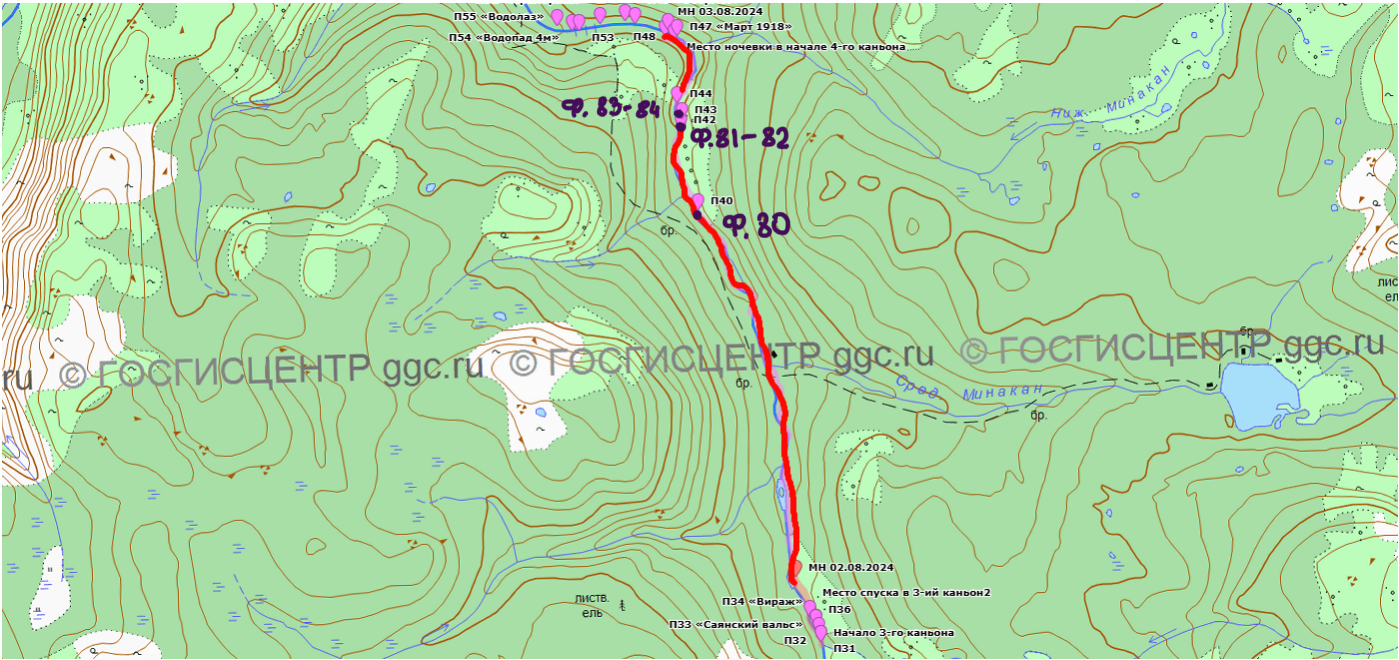 П55 «Водолаз»
МН 03.08.2024
П47 «Март 1918»
П54 «Водопад 4м»
П53
П48
Место ночевки в начале 4-го каньона
П44
Ф. 83-84
П43
П42
Ф.81-82
Ниж. Минакан
П40
Ф. 80
бр.
лис
ел
бр.
ru © ГОСГИСЦЕНТР ggc.ru © ГОСГИСЦЕНТР ggc.ru © ГОСГИСЦЕНТР ggc.ru
бр.
Сред Минакан
бр.
МН 02.08.2024
Место спуска в 3-ий каньон2
листв.
ель
П34 «Вираж»
П36
П33 «Саянский вальс»
Начало 3-го каньона
П32
П31